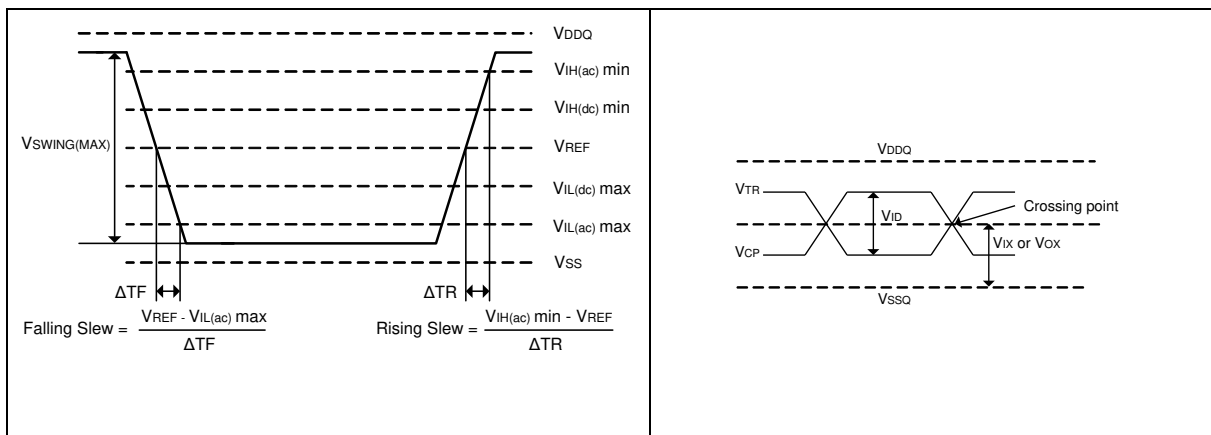 VDDQ
VIH(ac) min
VIH(dc) min
VSWING(MAX)
VREF
VIL(dc) max
VIL(ac) max
VSS
ΔTF
ΔTR
Falling Slew = VREF - VIL(ac) max
ΔTF
Rising Slew = VIH(ac) min - VREF
ΔTR
VDDQ
VTR
VID
Crossing point
VCP
VIX or VOX
VSSQ